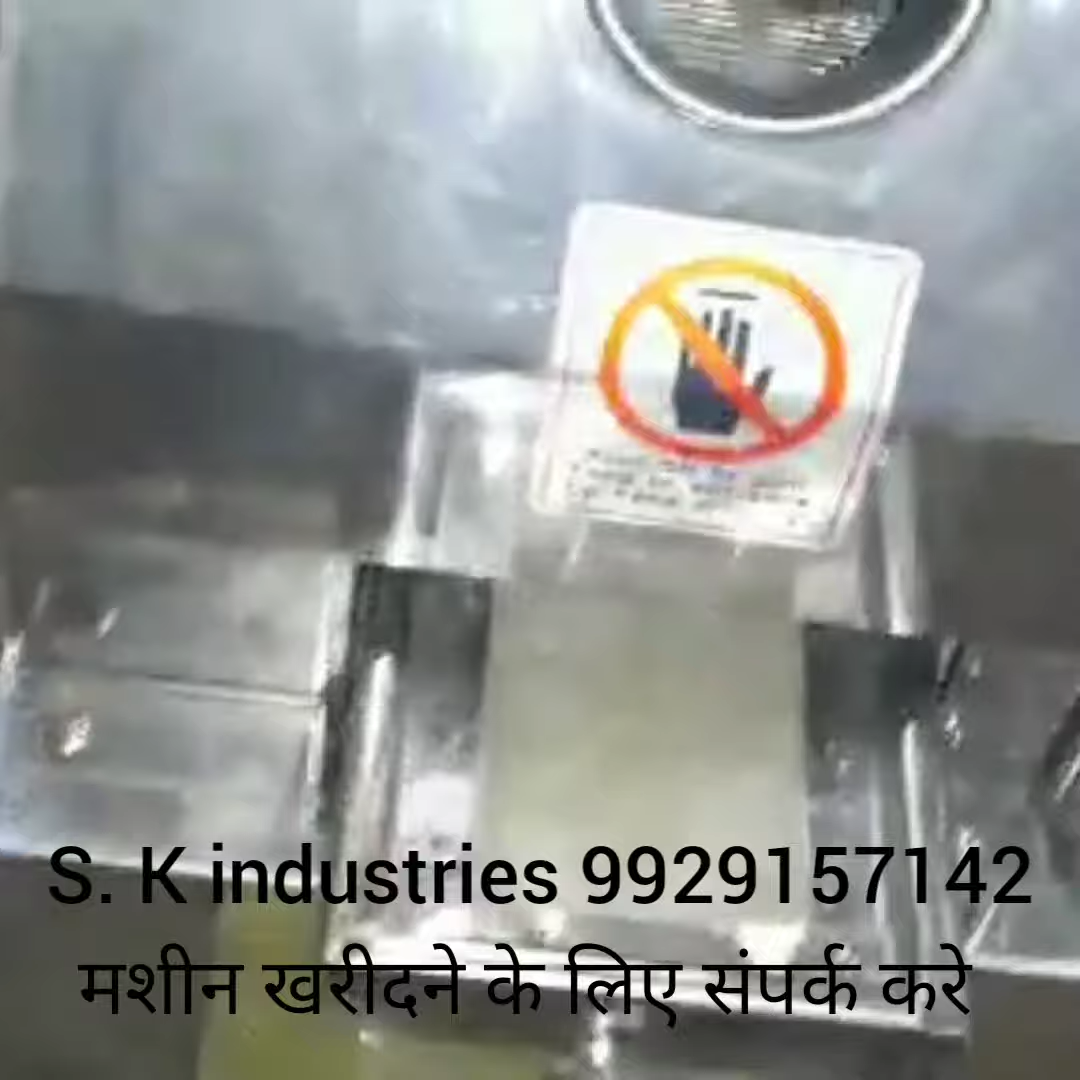 S. K industries 9929157142
मशीन खरीदने के लिए संपर्क करे